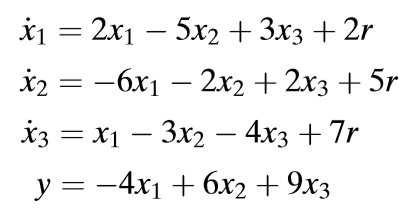 ẋ₁ = 2x₁ − 5x₂ + 3x₃ + 2r
ẋ₂ = −6x₁ − 2x₂ + 2x₃ + 5r
ẋ₃ = x₁ − 3x₂ − 4x₃ + 7r
y = −4x₁ + 6x₂ + 9x₃